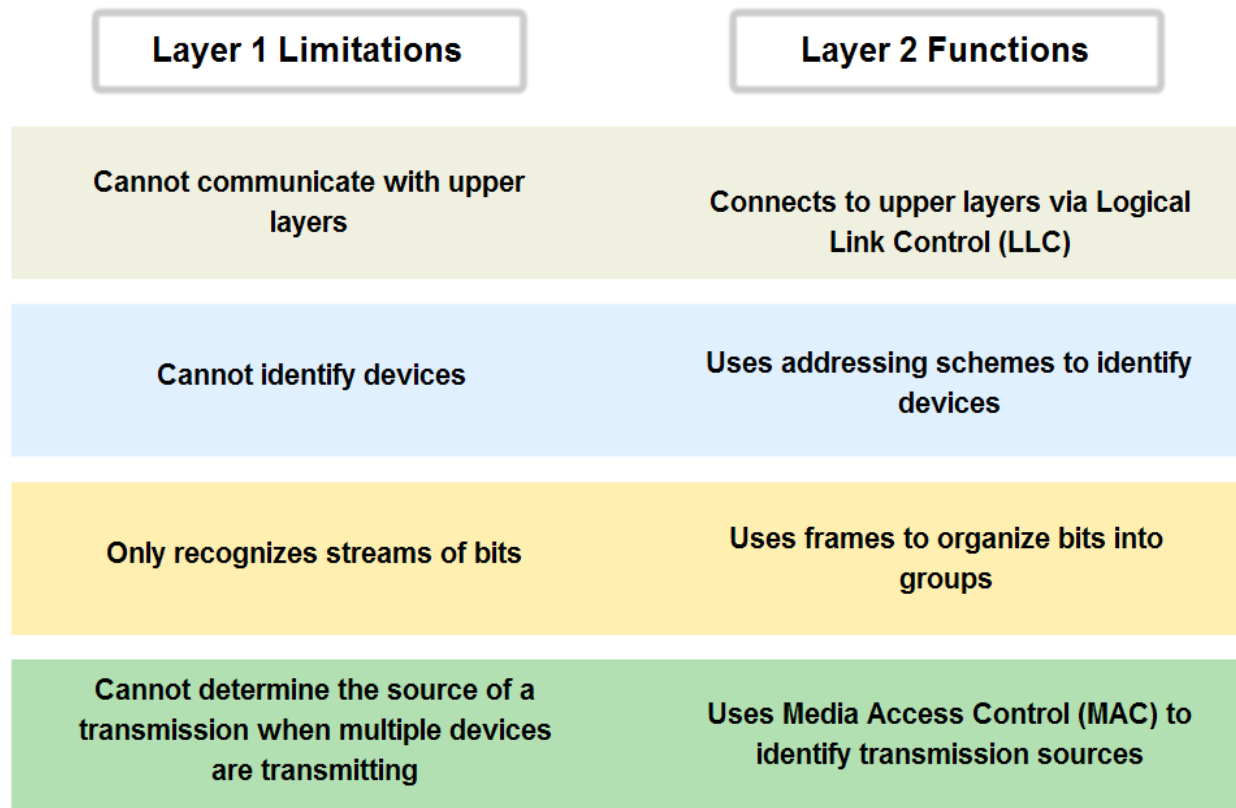 Layer 1 Limitations
Layer 2 Functions
Cannot communicate with upper
layers
Connects to upper layers via Logical
Link Control (LLC)
Cannot identify devices
Uses addressing schemes to identify
devices
Only recognizes streams of bits
Uses frames to organize bits into
groups
Cannot determine the source of a
transmission when multiple devices
are transmitting
Uses Media Access Control (MAC) to
identify transmission sources